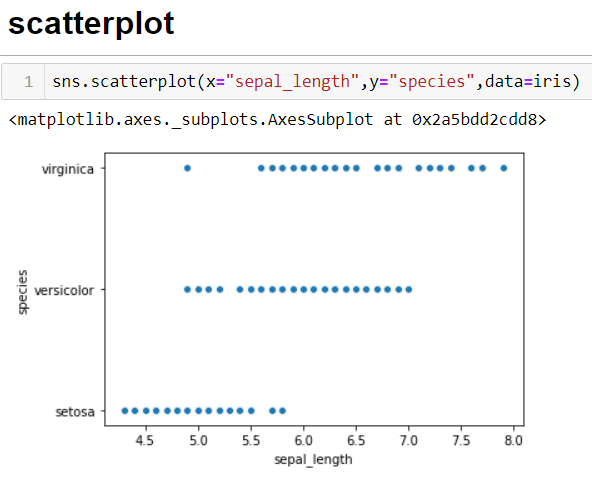 scatterplot
1 sns.scatterplot(x="sepal_length",y="species",data=iris)
<matplotlib.axes._subplots.AxesSubplot at 0x2a5bdd2cdd8>
virginica
species
versicolor
setosa
4.5 5.0 5.5 6.0 6.5 7.0 7.5 8.0
sepal_length